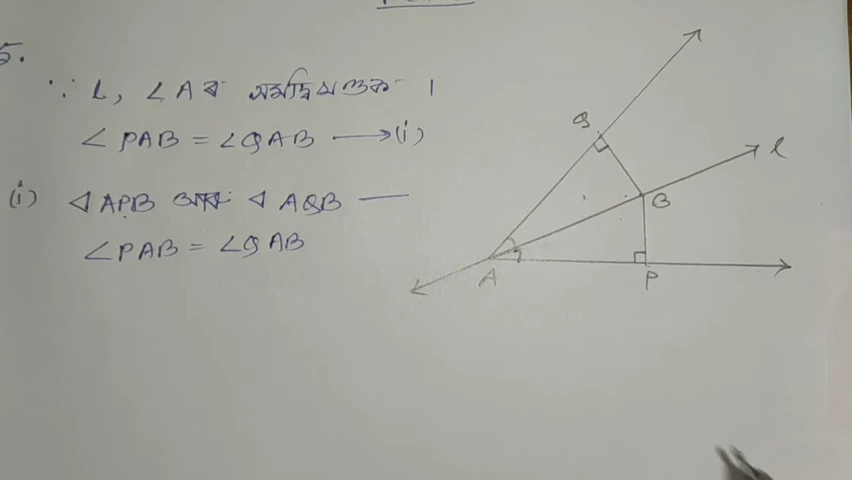 5.
∵ l, ∠A ৰ সমদ্বিখণ্ডক ।
∠PAB = ∠QAB ⟶ (i)
(i) △APB আৰু △AQB —
∠PAB = ∠QAB
Q
l
B
A
P